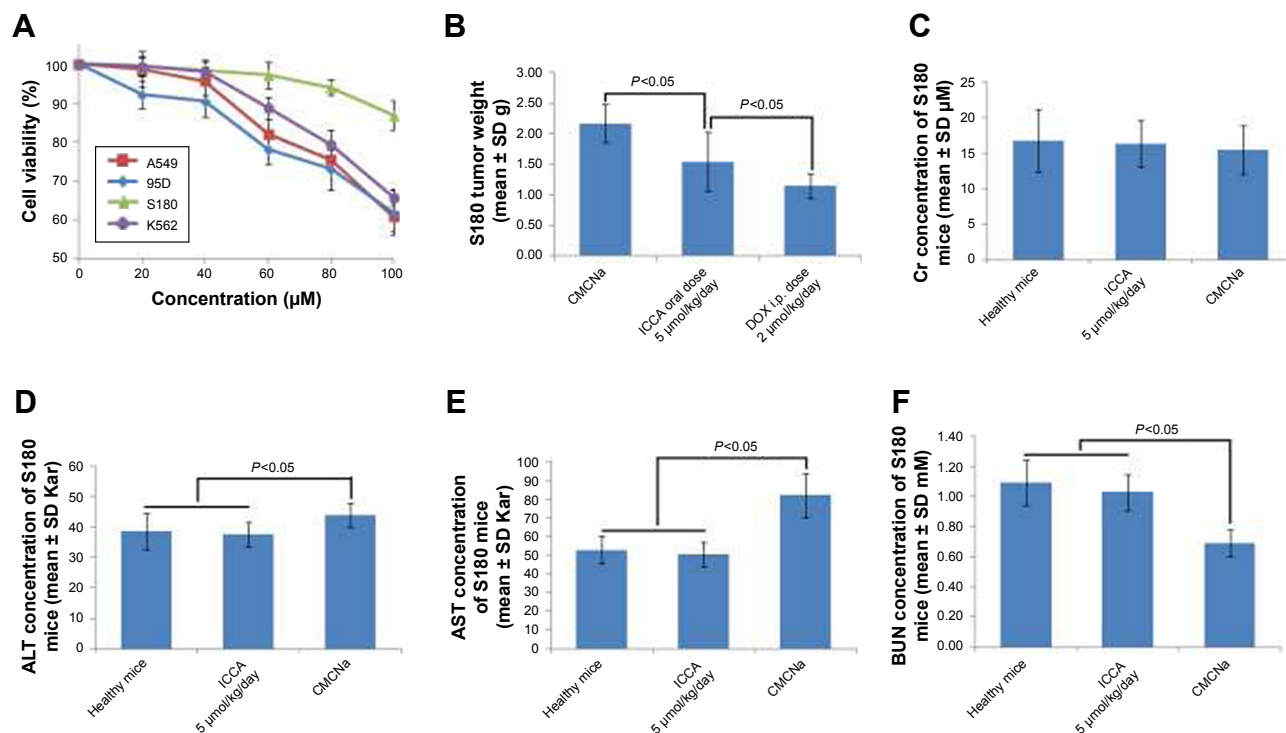 A
Cell viability (%)
100
90
80
70
60
50
A549
95D
S180
K562
0
20
40
60
80
100
Concentration (µM)
B
S180 tumor weight
(mean ± SD g)
3.00
2.50
2.00
1.50
1.00
0.50
0.00
P<0.05
P<0.05
CMCNa
ICCA oral dose
5 µmol/kg/day
DOX i.p. dose
2 µmol/kg/day
C
Cr concentration of S180
mice (mean ± SD µM)
25
20
15
10
5
0
Healthy mice
ICCA
5 µmol/kg/day
CMCNa
D
ALT concentration of S180
mice (mean ± SD Kar)
60
50
40
30
20
10
0
P<0.05
Healthy mice
ICCA
5 µmol/kg/day
CMCNa
E
AST concentration
of S180 mice
(mean ± SD Kar)
100
90
80
70
60
50
40
30
20
10
0
P<0.05
Healthy mice
ICCA
5 µmol/kg/day
CMCNa
F
BUN concentration of S180
mice (mean ± SD mM)
1.40
1.20
1.00
0.80
0.60
0.40
0.20
0.00
P<0.05
Healthy mice
ICCA
5 µmol/kg/day
CMCNa